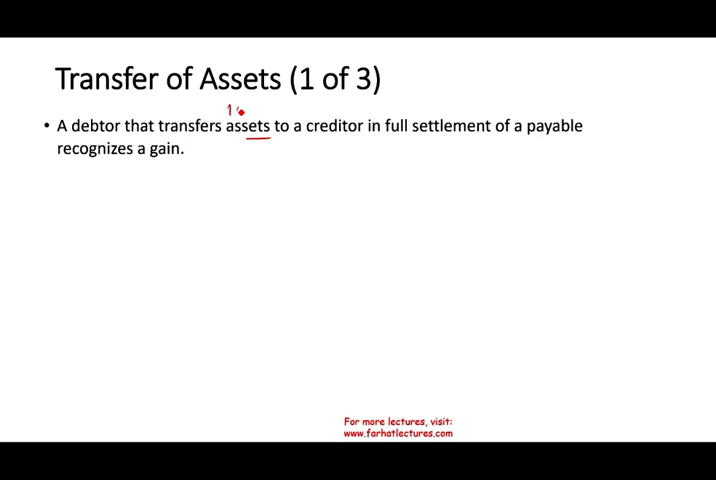 Transfer of Assets (1 of 3)
• A debtor that transfers assets to a creditor in full settlement of a payable
recognizes a gain.
For more lectures, visit:
www.farhatlectures.com